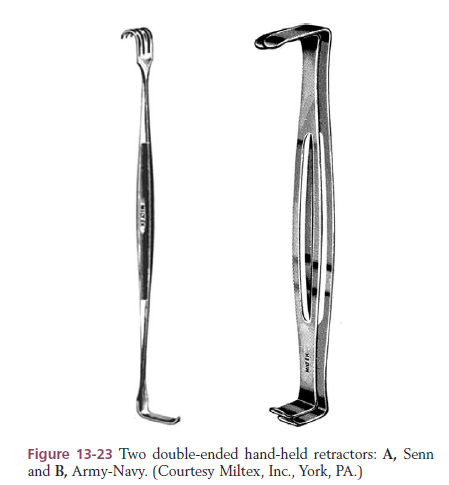 Figure 13-23 Two double-ended hand-held retractors: A, Senn
and B, Army-Navy. (Courtesy Miltex, Inc., York, PA.)